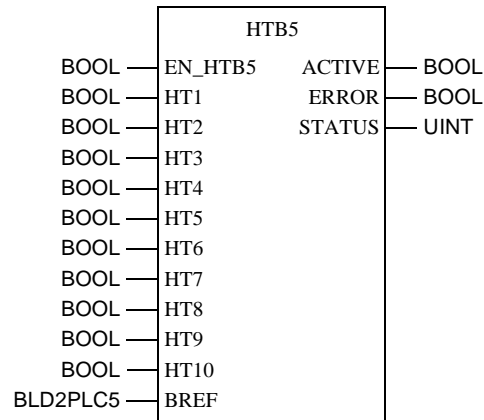 HTB5
BOOL EN_HTB5 ACTIVE BOOL
BOOL HT1 ERROR BOOL
BOOL HT2 STATUS UINT
BOOL HT3
BOOL HT4
BOOL HT5
BOOL HT6
BOOL HT7
BOOL HT8
BOOL HT9
BOOL HT10
BLD2PLC5 BREF